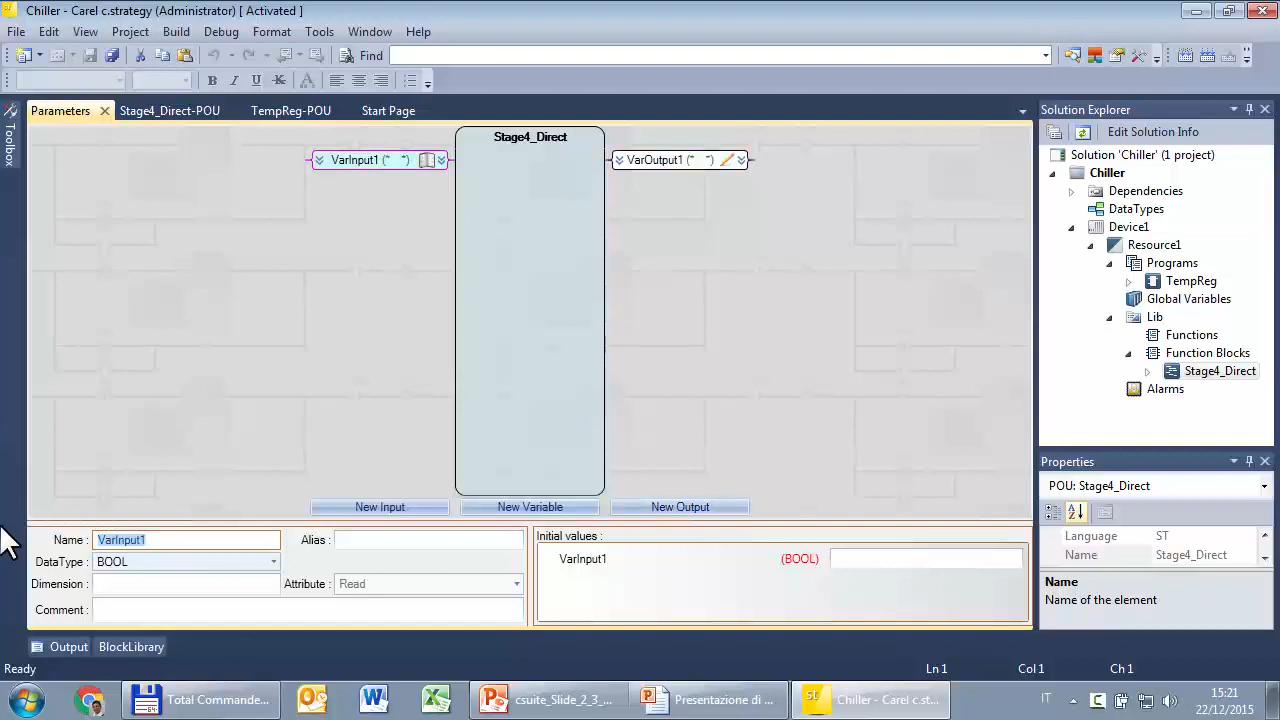 Chiller - Carel c.strategy (Administrator) [ Activated ]
File Edit View Project Build Debug Format Tools Window Help
Find
B I U K A
Parameters Stage4_Direct-POU TempReg-POU Start Page
Toolbox
Stage4_Direct
VarInput1 (* *)
VarOutput1 (* *)
New Input New Variable New Output
Name : VarInput1 Alias :
DataType : BOOL
Dimension : Attribute : Read
Comment :
Initial values :
VarInput1 (BOOL)
Solution Explorer
Edit Solution Info
Solution 'Chiller' (1 project)
Chiller
Dependencies
DataTypes
Device1
Resource1
Programs
TempReg
Global Variables
Lib
Functions
Function Blocks
Stage4_Direct
Alarms
Properties
POU: Stage4_Direct
Language ST
Name Stage4_Direct
Name
Name of the element
Output BlockLibrary
Ready Ln 1 Col 1 Ch 1
Total Commande... csuite_Slide_2_3_... Presentazione di ... Chiller - Carel c.st... IT 15:21
22/12/2015